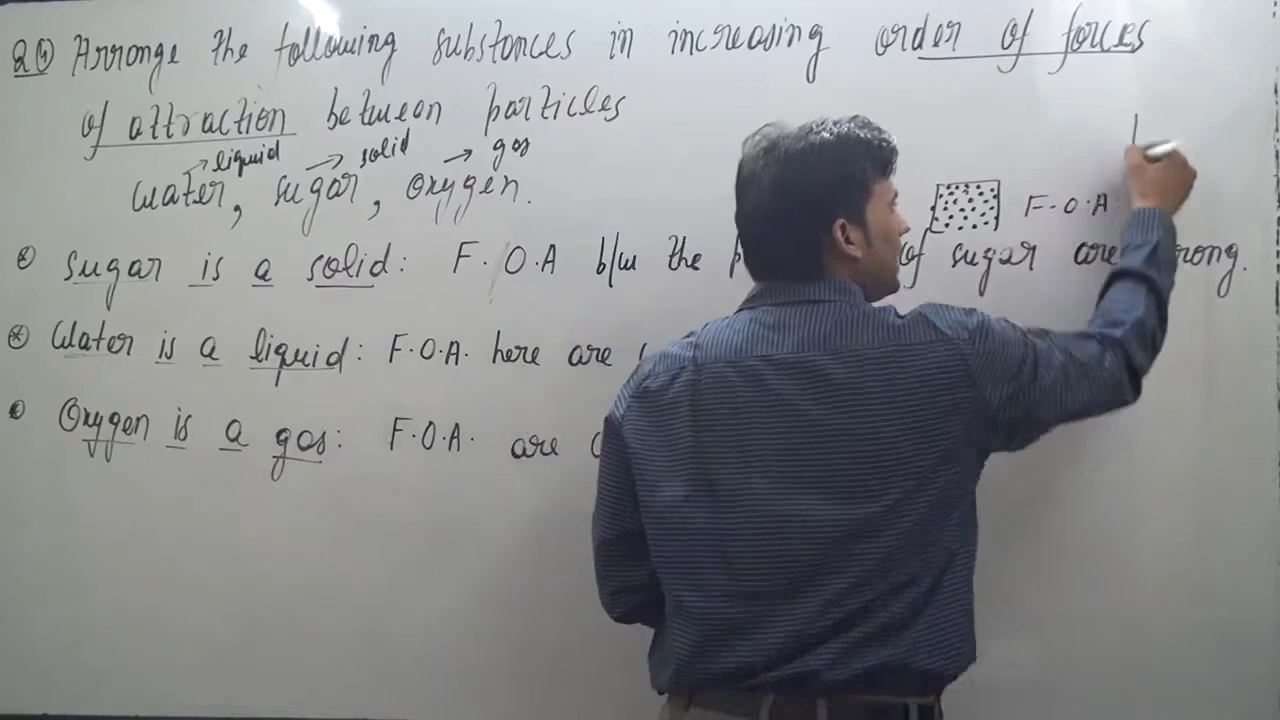 Q④ Arrange the following substances in increasing order of forces
of attraction between particles
→ liquid → solid → gas
Water, sugar, Oxygen.
F.O.A
sugar is a solid: F.O.A b/w the of sugar are
Water is a liquid: F.O.A. here are
Oxygen is a gas: F.O.A. are